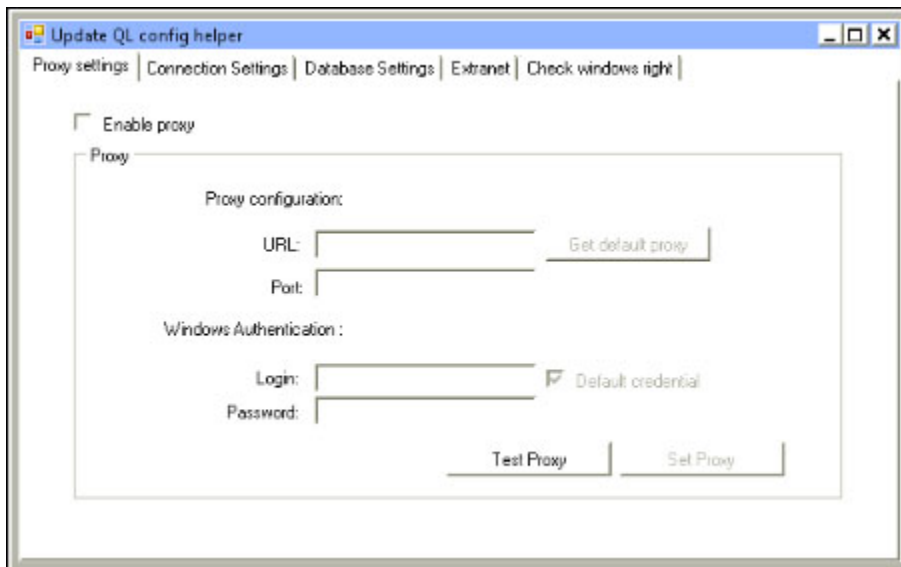 Update QL config helper
Proxy settings Connection Settings Database Settings Extranet Check windows right
Enable proxy
Proxy
Proxy configuration:
URL: Get default proxy
Port:
Windows Authentication :
Login: Default credential
Password:
Test Proxy Set Proxy